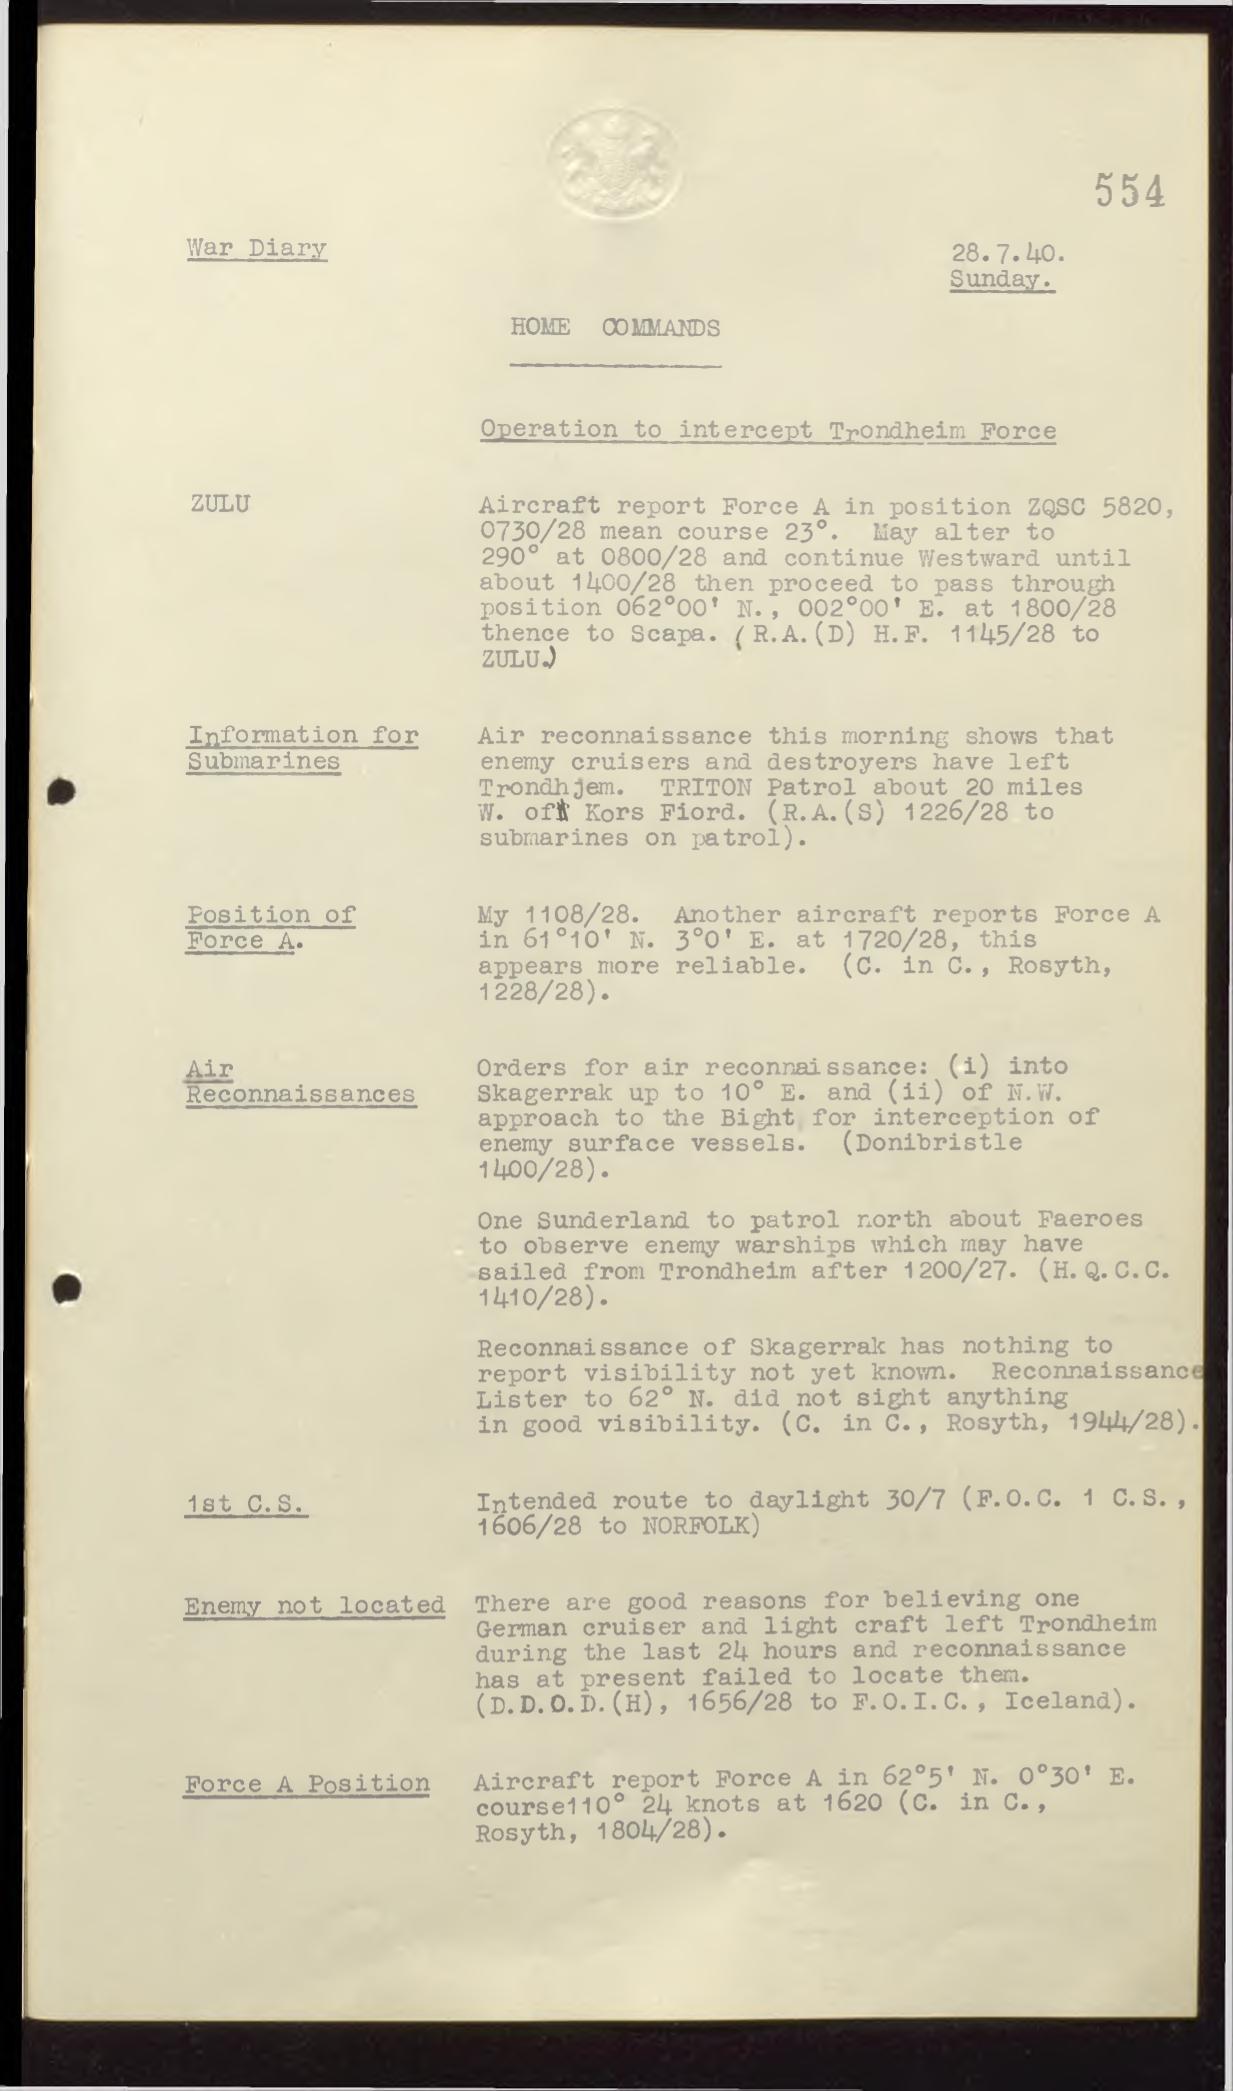 554
War Diary
28.7.40.
Sunday.
HOME COMMANDS
Operation to intercept Trondheim Force
ZULU
Aircraft report Force A in position ZQSC 5820,
0730/28 mean course 23°. May alter to
290° at 0800/28 and continue Westward until
about 1400/28 then proceed to pass through
position 062°00' N., 002°00' E. at 1800/28
thence to Scapa. (R.A.(D) H.F. 1145/28 to
ZULU.)
Information for
Submarines
Air reconnaissance this morning shows that
enemy cruisers and destroyers have left
Trondhjem. TRITON Patrol about 20 miles
W. of Kors Fiord. (R.A.(S) 1226/28 to
submarines on patrol).
Position of
Force A.
My 1108/28. Another aircraft reports Force A
in 61°10' N. 3°0' E. at 1720/28, this
appears more reliable. (C. in C., Rosyth,
1228/28).
Air
Reconnaissances
Orders for air reconnaissance: (i) into
Skagerrak up to 10° E. and (ii) of N.W.
approach to the Bight for interception of
enemy surface vessels. (Donibristle
1400/28).
One Sunderland to patrol north about Faeroes
to observe enemy warships which may have
sailed from Trondheim after 1200/27. (H.Q.C.C.
1410/28).
Reconnaissance of Skagerrak has nothing to
report visibility not yet known. Reconnaissance
Lister to 62° N. did not sight anything
in good visibility. (C. in C., Rosyth, 1944/28).
1st C.S.
Intended route to daylight 30/7 (F.O.C. 1 C.S.,
1606/28 to NORFOLK)
Enemy not located
There are good reasons for believing one
German cruiser and light craft left Trondheim
during the last 24 hours and reconnaissance
has at present failed to locate them.
(D.D.O.D.(H), 1656/28 to F.O.I.C., Iceland).
Force A Position
Aircraft report Force A in 62°5' N. 0°30' E.
course110° 24 knots at 1620 (C. in C.,
Rosyth, 1804/28).